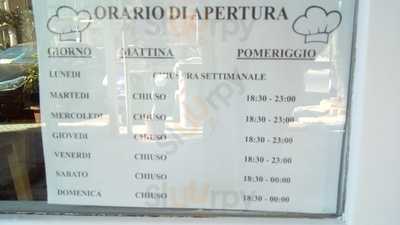 ORARIO DI APERTURA
GIORNO MATTINA POMERIGGIO
LUNEDI CHIUSURA SETTIMANALE
MARTEDI CHIUSO 18:30 - 23:00
MERCOLEDI CHIUSO 18:30 - 23:00
GIOVEDI CHIUSO 18:30 - 23:00
VENERDI CHIUSO 18:30 - 23:00
SABATO CHIUSO 18:30 - 00:00
DOMENICA CHIUSO 18:30 - 00:00
Sluurpy
Sluurpy